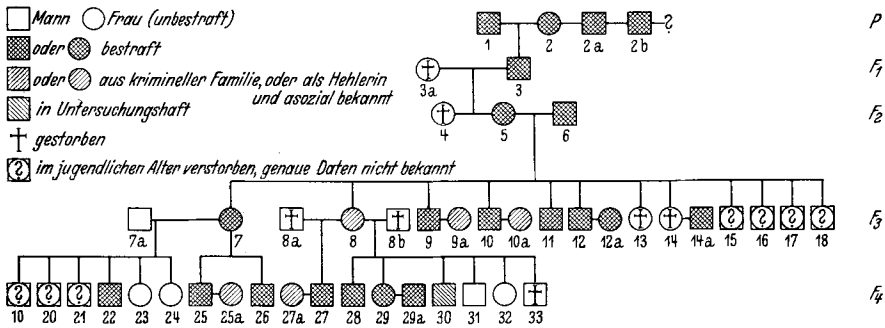 Mann Frau (unbestraft)
oder bestraft
oder aus krimineller Familie, oder als Hehlerin
und asozial bekannt
in Untersuchungshaft
gestorben
im jugendlichen Alter verstorben, genaue Daten nicht bekannt
P
1 2 2a 2b ?
F1
3a 3
F2
4 5 6
F3
7a 7 8a 8 8b 9 9a 10 10a 11 12 12a 13 14 14a 15 16 17 18
F4
10 20 21 22 23 24 25 25a 26 27a 27 28 29 29a 30 31 32 33